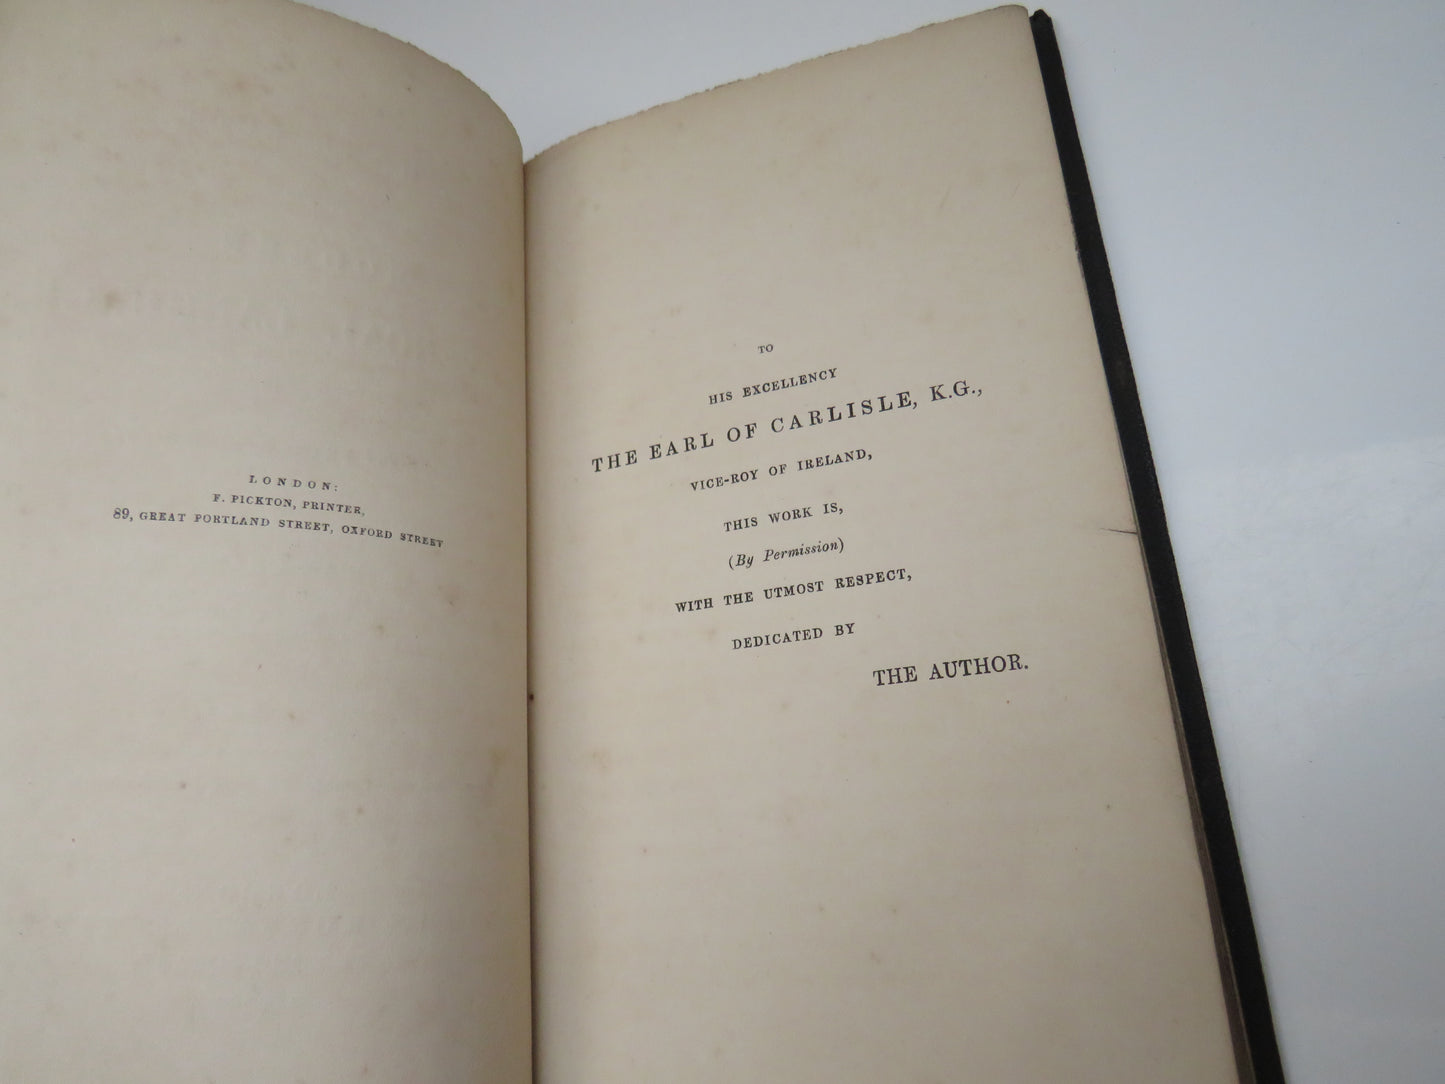 LONDON:
F. PICKTON, PRINTER,
89, GREAT PORTLAND STREET, OXFORD STREET
TO
HIS EXCELLENCY
THE EARL OF CARLISLE, K.G.,
VICE-ROY OF IRELAND,
THIS WORK IS,
(By Permission)
WITH THE UTMOST RESPECT,
DEDICATED BY
THE AUTHOR.